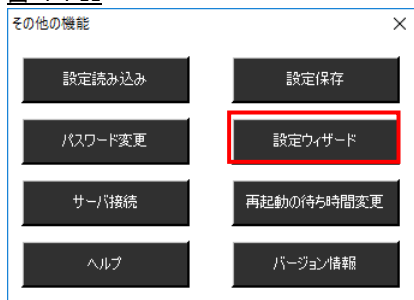 その他の機能
設定読み込み
設定保存
パスワード変更
設定ウィザード
サーバ接続
再起動の待ち時間変更
ヘルプ
バージョン情報